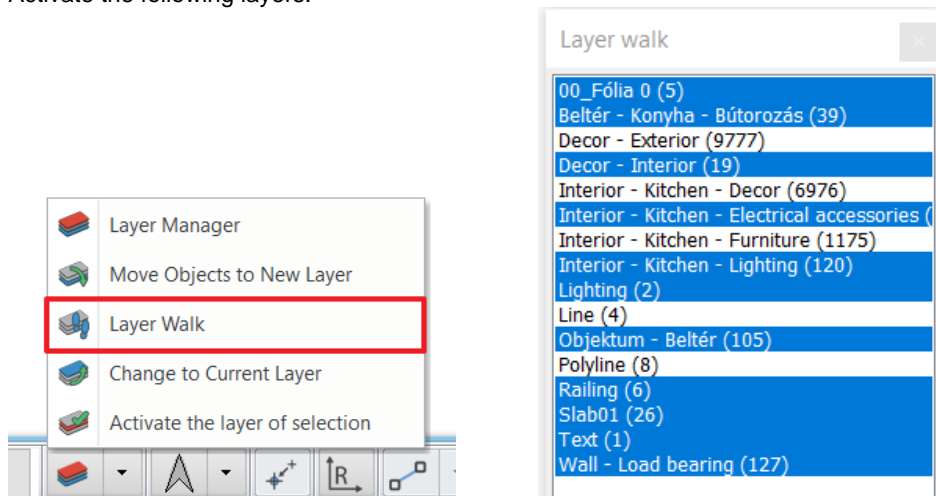 Activate the following layers:
Layer walk
00_Fólia 0 (5)
Beltér - Konyha - Bútorozás (39)
Decor - Exterior (9777)
Decor - Interior (19)
Interior - Kitchen - Decor (6976)
Interior - Kitchen - Electrical accessories (
Interior - Kitchen - Furniture (1175)
Interior - Kitchen - Lighting (120)
Lighting (2)
Line (4)
Objektum - Beltér (105)
Polyline (8)
Railing (6)
Slab01 (26)
Text (1)
Wall - Load bearing (127)
Layer Manager
Move Objects to New Layer
Layer Walk
Change to Current Layer
Activate the layer of selection
R